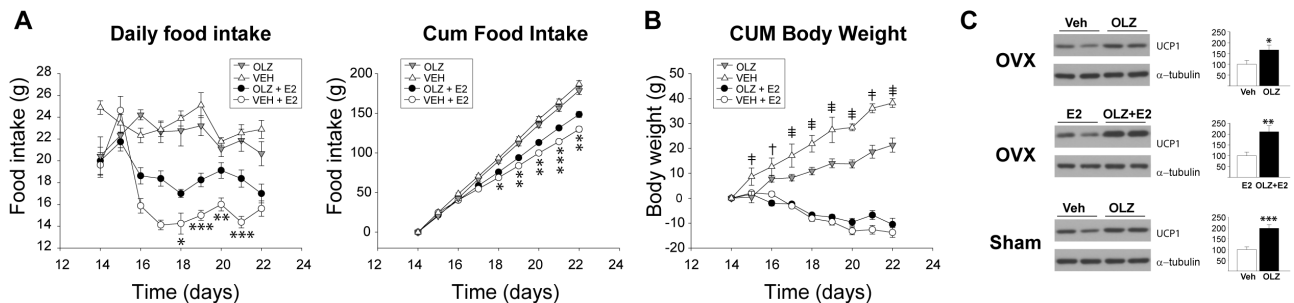 A
Daily food intake
Food intake (g)
28
26
24
22
20
18
16
14
12
OLZ
VEH
OLZ + E2
VEH + E2
*
***
**
***
12 14 16 18 20 22 24
Time (days)
Cum Food Intake
Food intake (g)
200
150
100
50
0
OLZ
VEH
OLZ + E2
VEH + E2
*
**
**
***
**
12 14 16 18 20 22 24
Time (days)
B
CUM Body Weight
Body weight (g)
50
40
30
20
10
0
-10
-20
OLZ
VEH
OLZ + E2
VEH + E2
ǂ † ǂ ǂ ǂ ǂ † ǂ
12 14 16 18 20 22 24
Time (days)
C
OVX
Veh OLZ
UCP1
α-tubulin
250
200
150
100
50
*
Veh OLZ
OVX
E2 OLZ+E2
UCP1
α-tubulin
250
200
150
100
50
**
E2 OLZ+E2
Sham
Veh OLZ
UCP1
α-tubulin
250
200
150
100
50
***
Veh OLZ